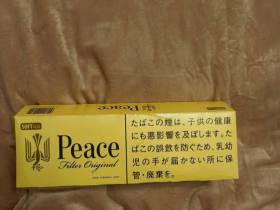 SOFT
Peace
Filter Original
たばこの煙は、子供の健康
にも悪影響を及ぼします。た
ばこの誤飲を防ぐため、乳幼
児の手が届かない所に保
管・廃棄を。
Peace